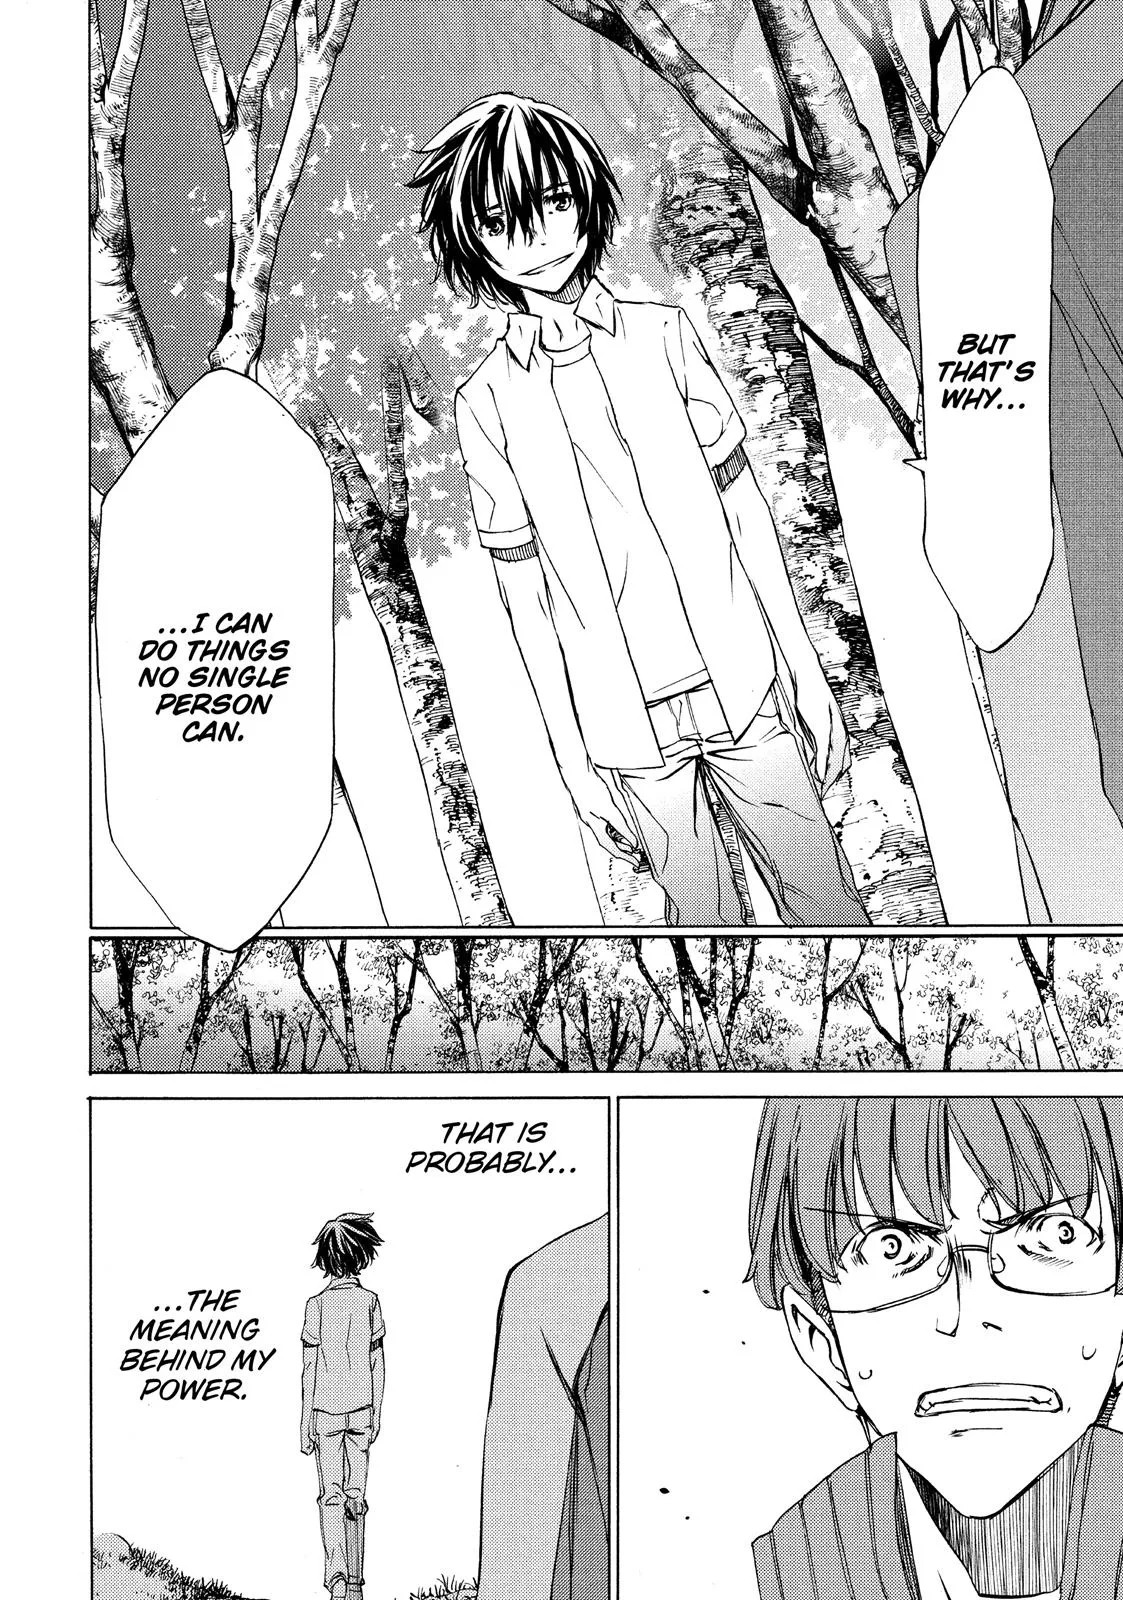 BUT
THAT'S
WHY...
...I CAN
DO THINGS
NO SINGLE
PERSON
CAN.
THAT IS
PROBABLY...
...THE
MEANING
BEHIND MY
POWER.